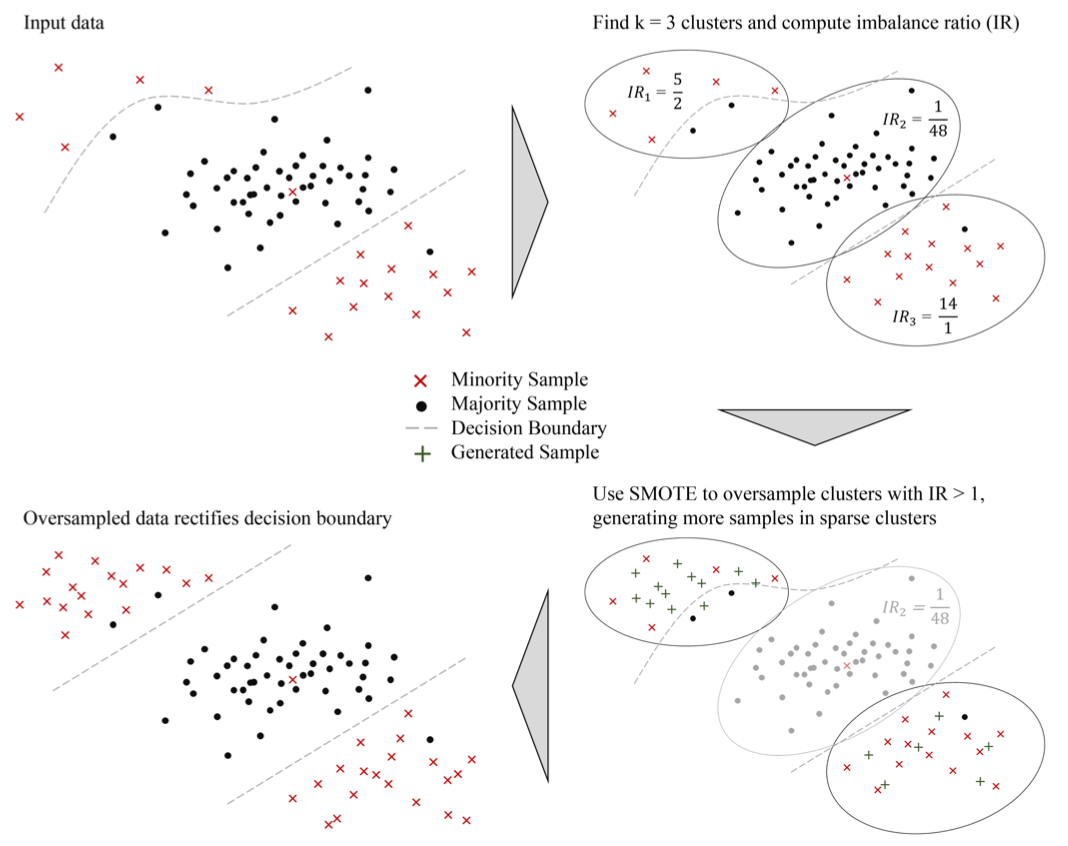 Input data
Find k = 3 clusters and compute imbalance ratio (IR)
IR₁ = 5/2
IR₂ = 1/48
IR₃ = 14/1
Minority Sample
Majority Sample
Decision Boundary
Generated Sample
Use SMOTE to oversample clusters with IR > 1,
generating more samples in sparse clusters
IR₂ = 1/48
Oversampled data rectifies decision boundary